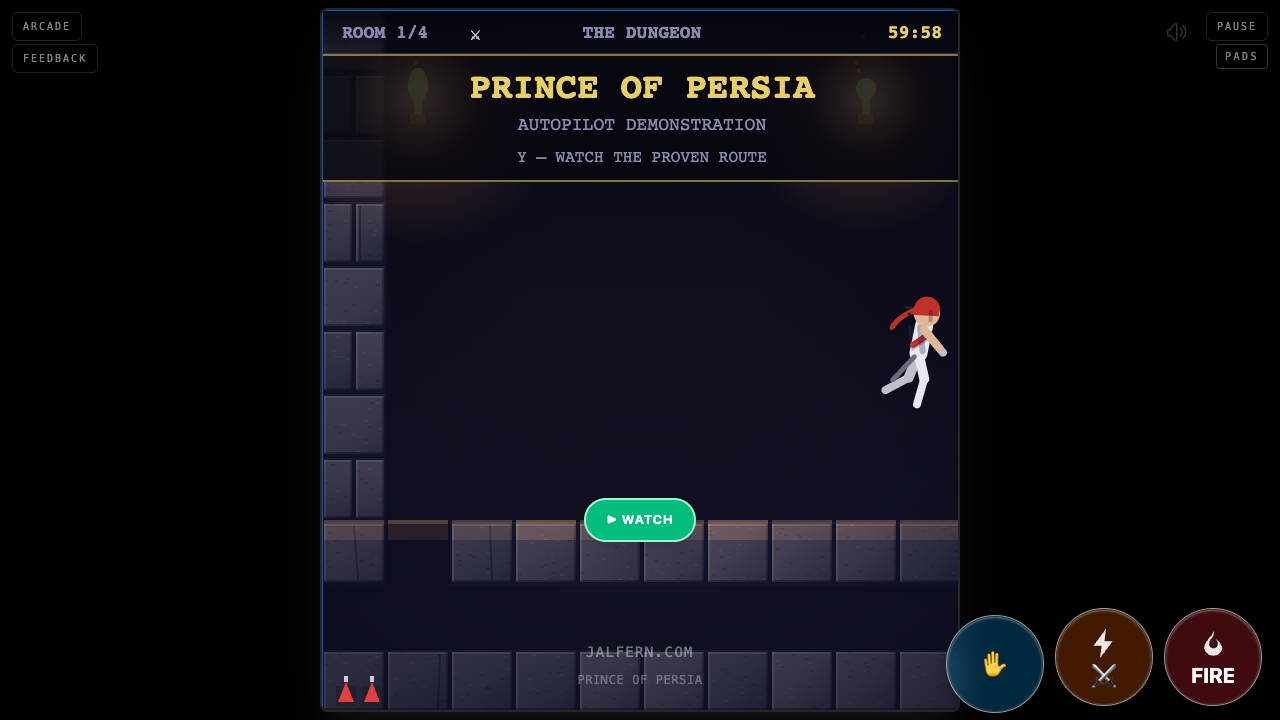 ARCADE
FEEDBACK
ROOM 1/4
THE DUNGEON
59:58
PAUSE
PADS
PRINCE OF PERSIA
AUTOPILOT DEMONSTRATION
Y — WATCH THE PROVEN ROUTE
▶ WATCH
JALFERN.COM
PRINCE OF PERSIA
FIRE